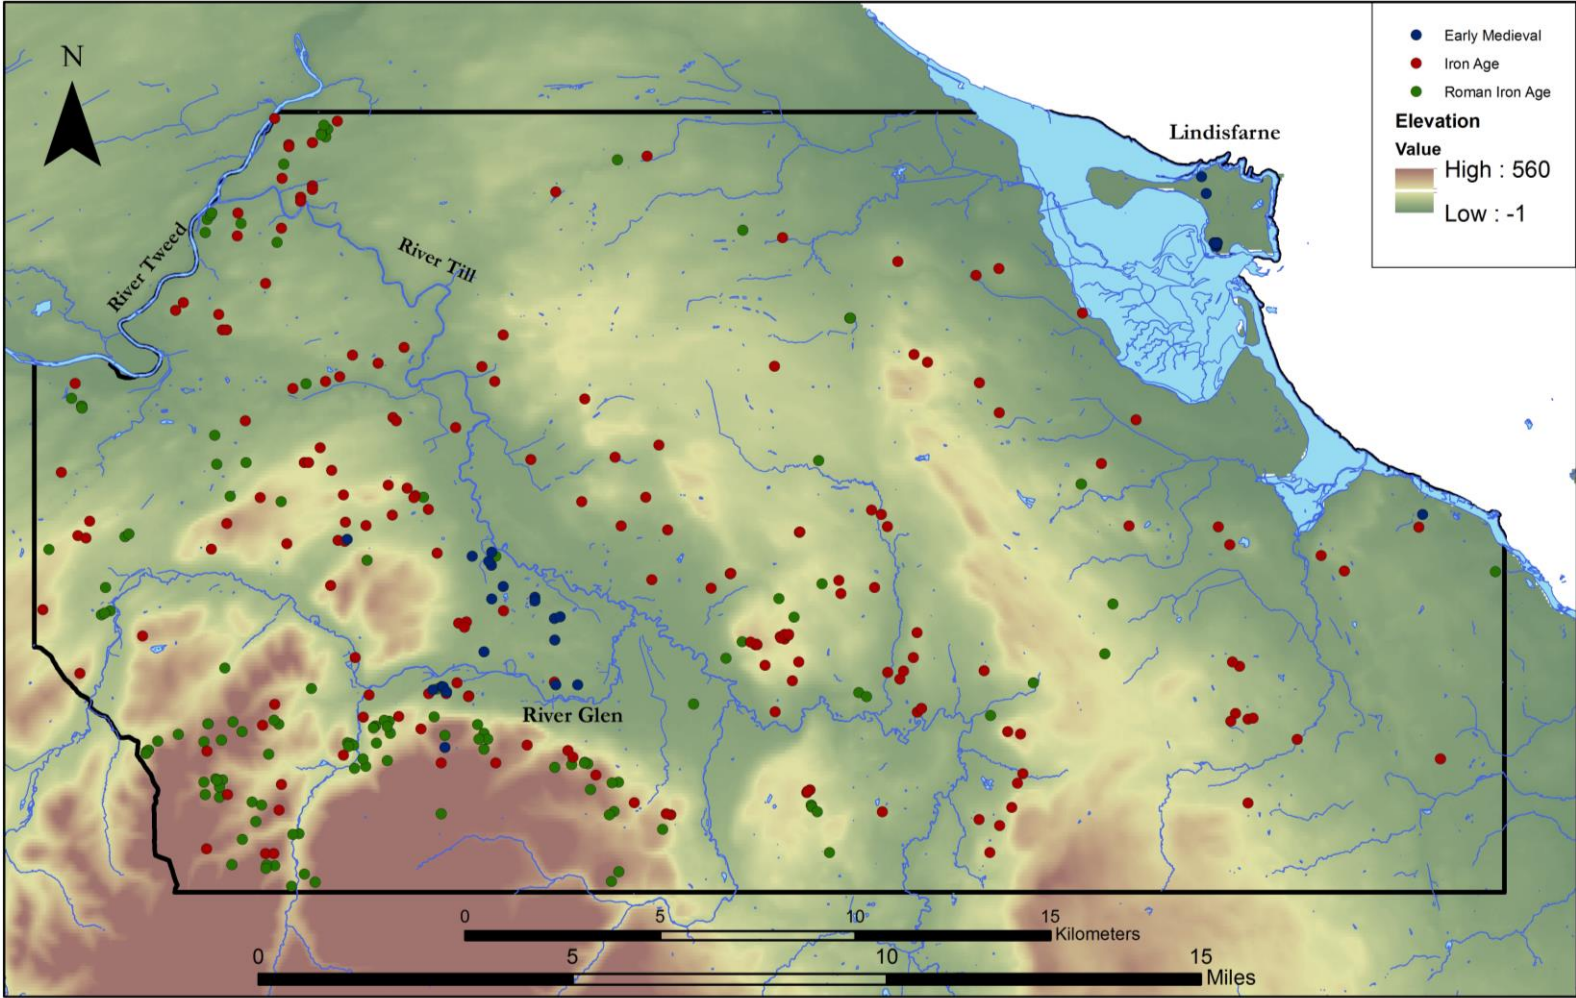 N
Early Medieval
Iron Age
Roman Iron Age
Elevation
Value
High : 560
Low : -1
Lindisfarne
River Tweed
River Till
River Glen
0 5 10 15
Kilometers
0 5 10 15
Miles